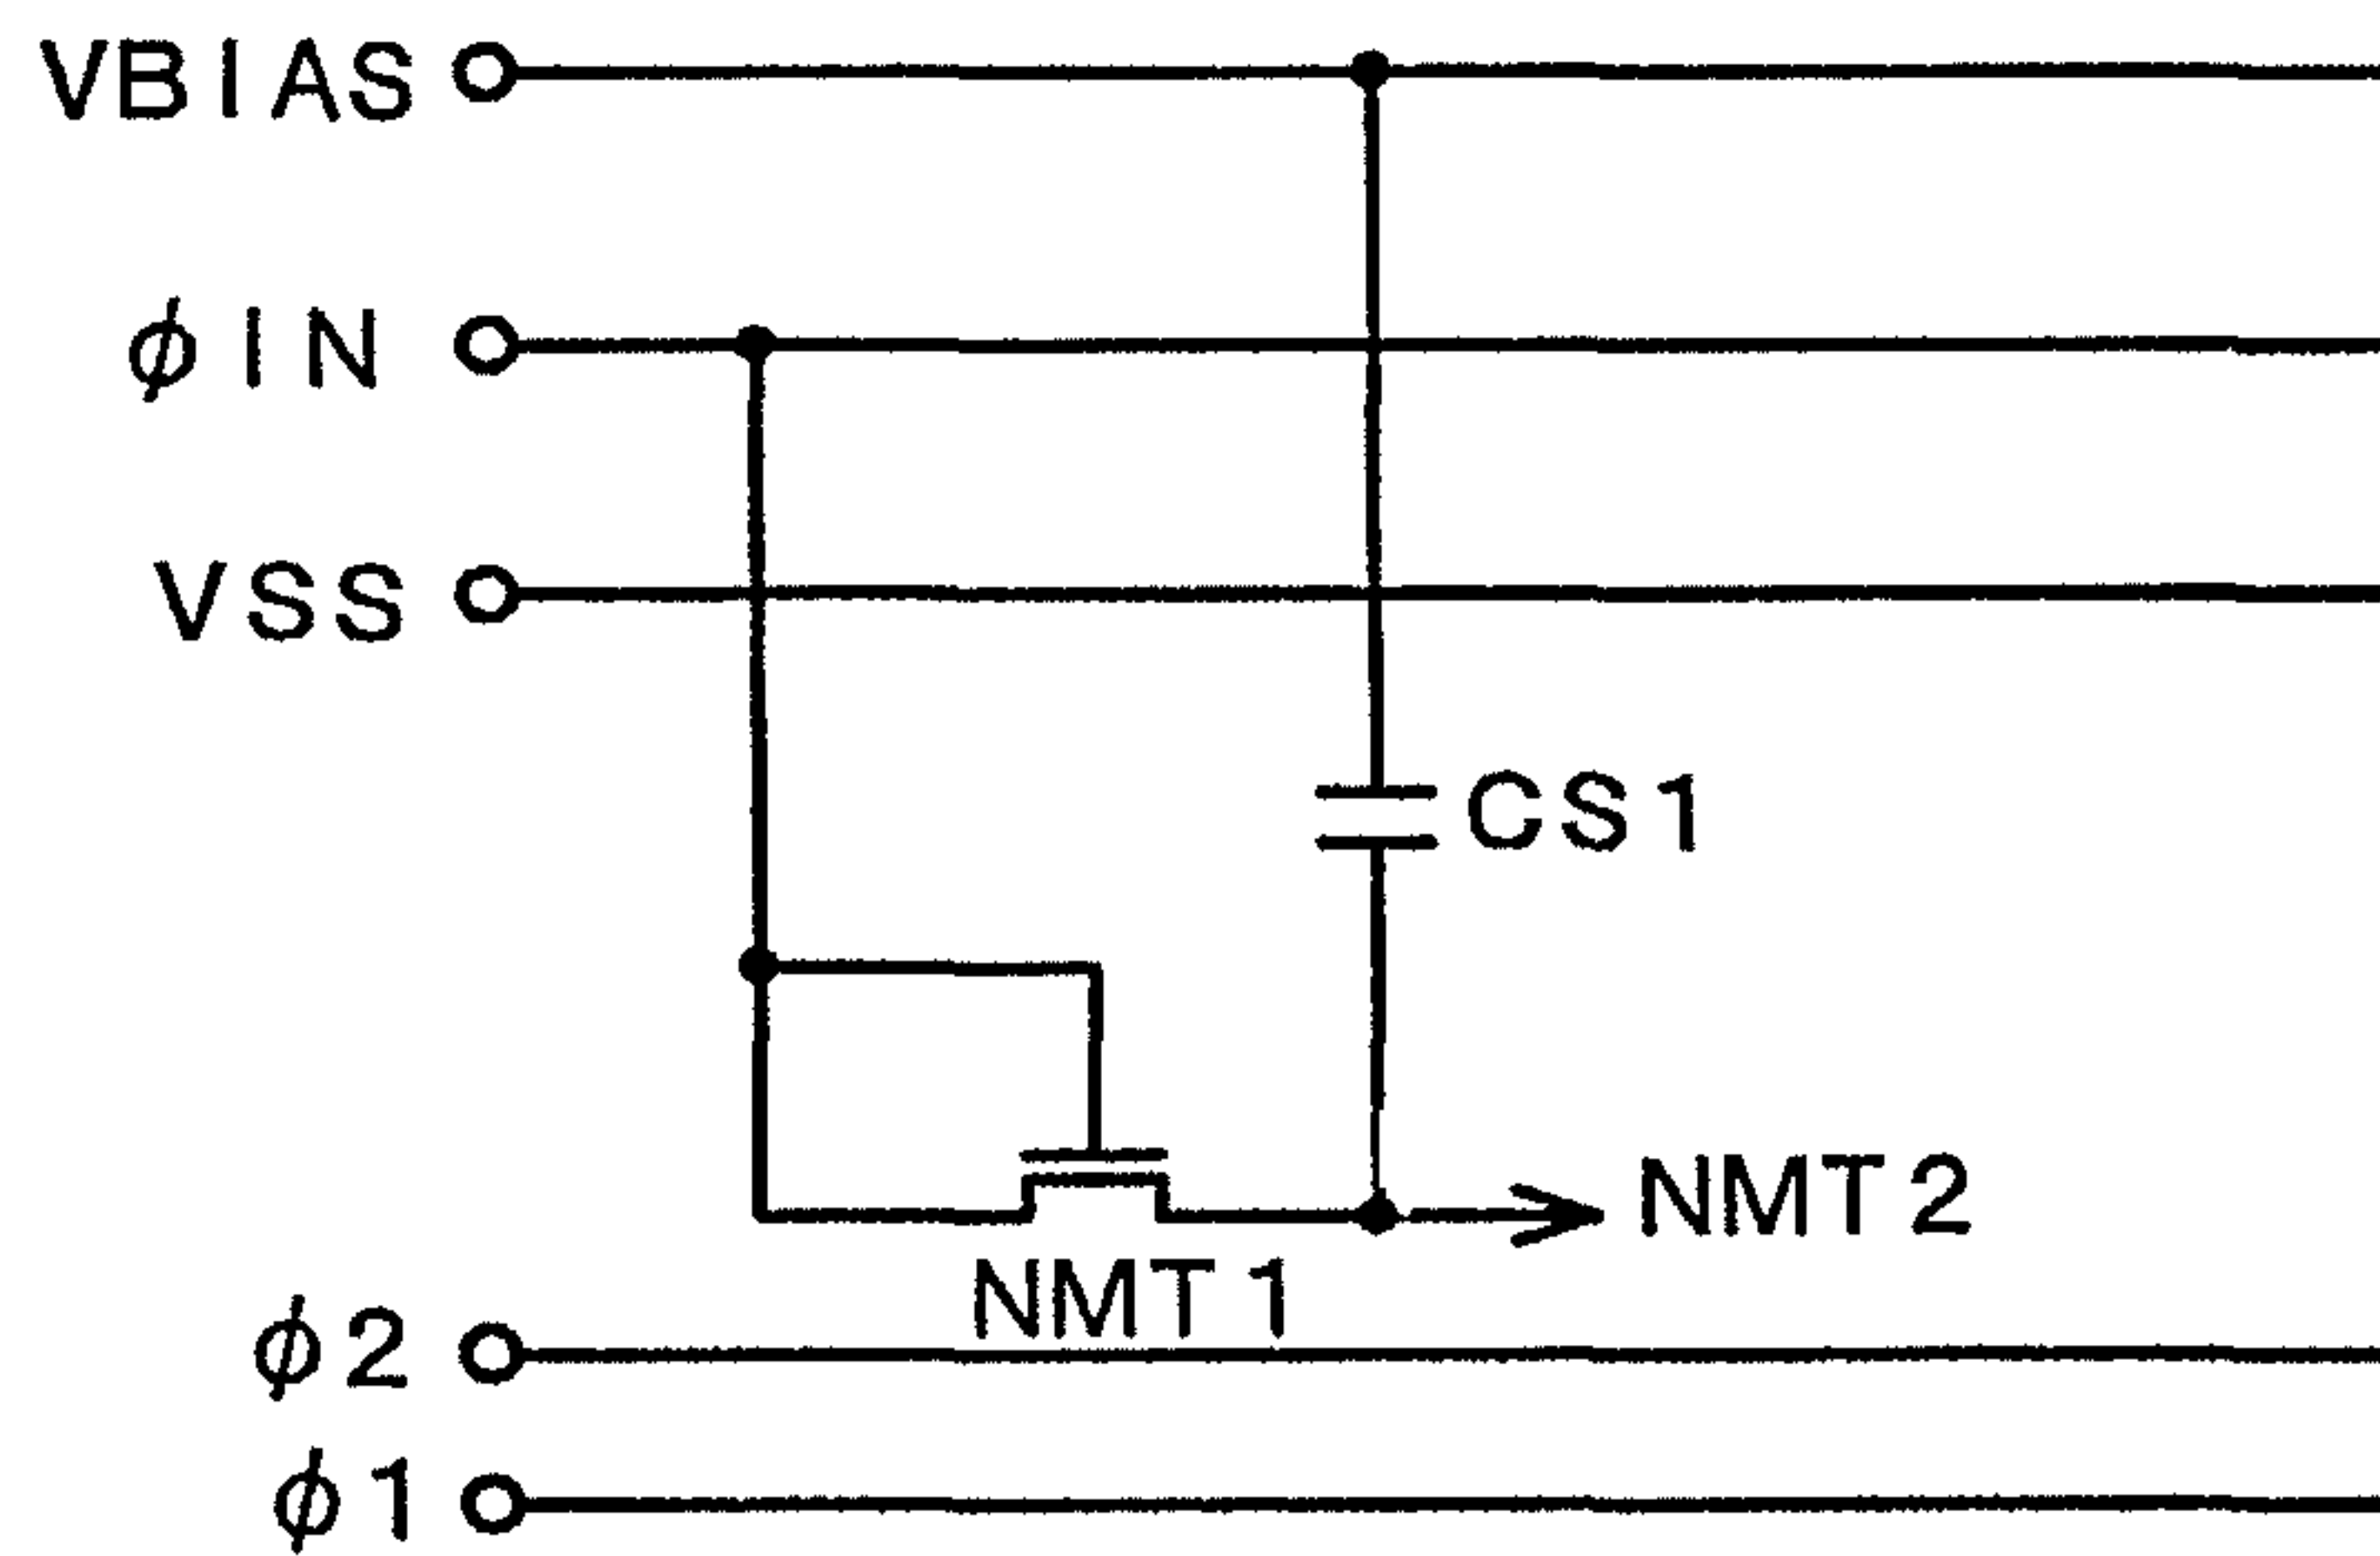 VBIAS
ϕIN
VSS
CS1
NMT2
NMT1
ϕ2
ϕ1